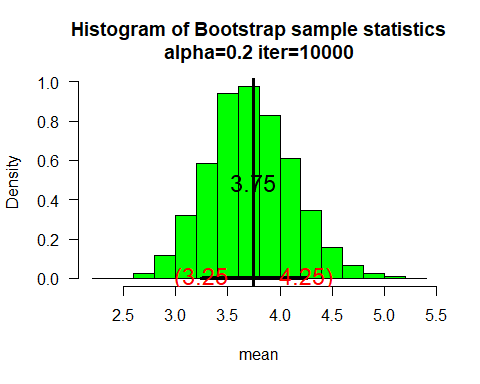 Histogram of Bootstrap sample statistics
alpha=0.2 iter=10000
Density
1.0
0.8
0.6
0.4
0.2
0.0
3.75
(3.25 4.25)
2.5 3.0 3.5 4.0 4.5 5.0 5.5
mean